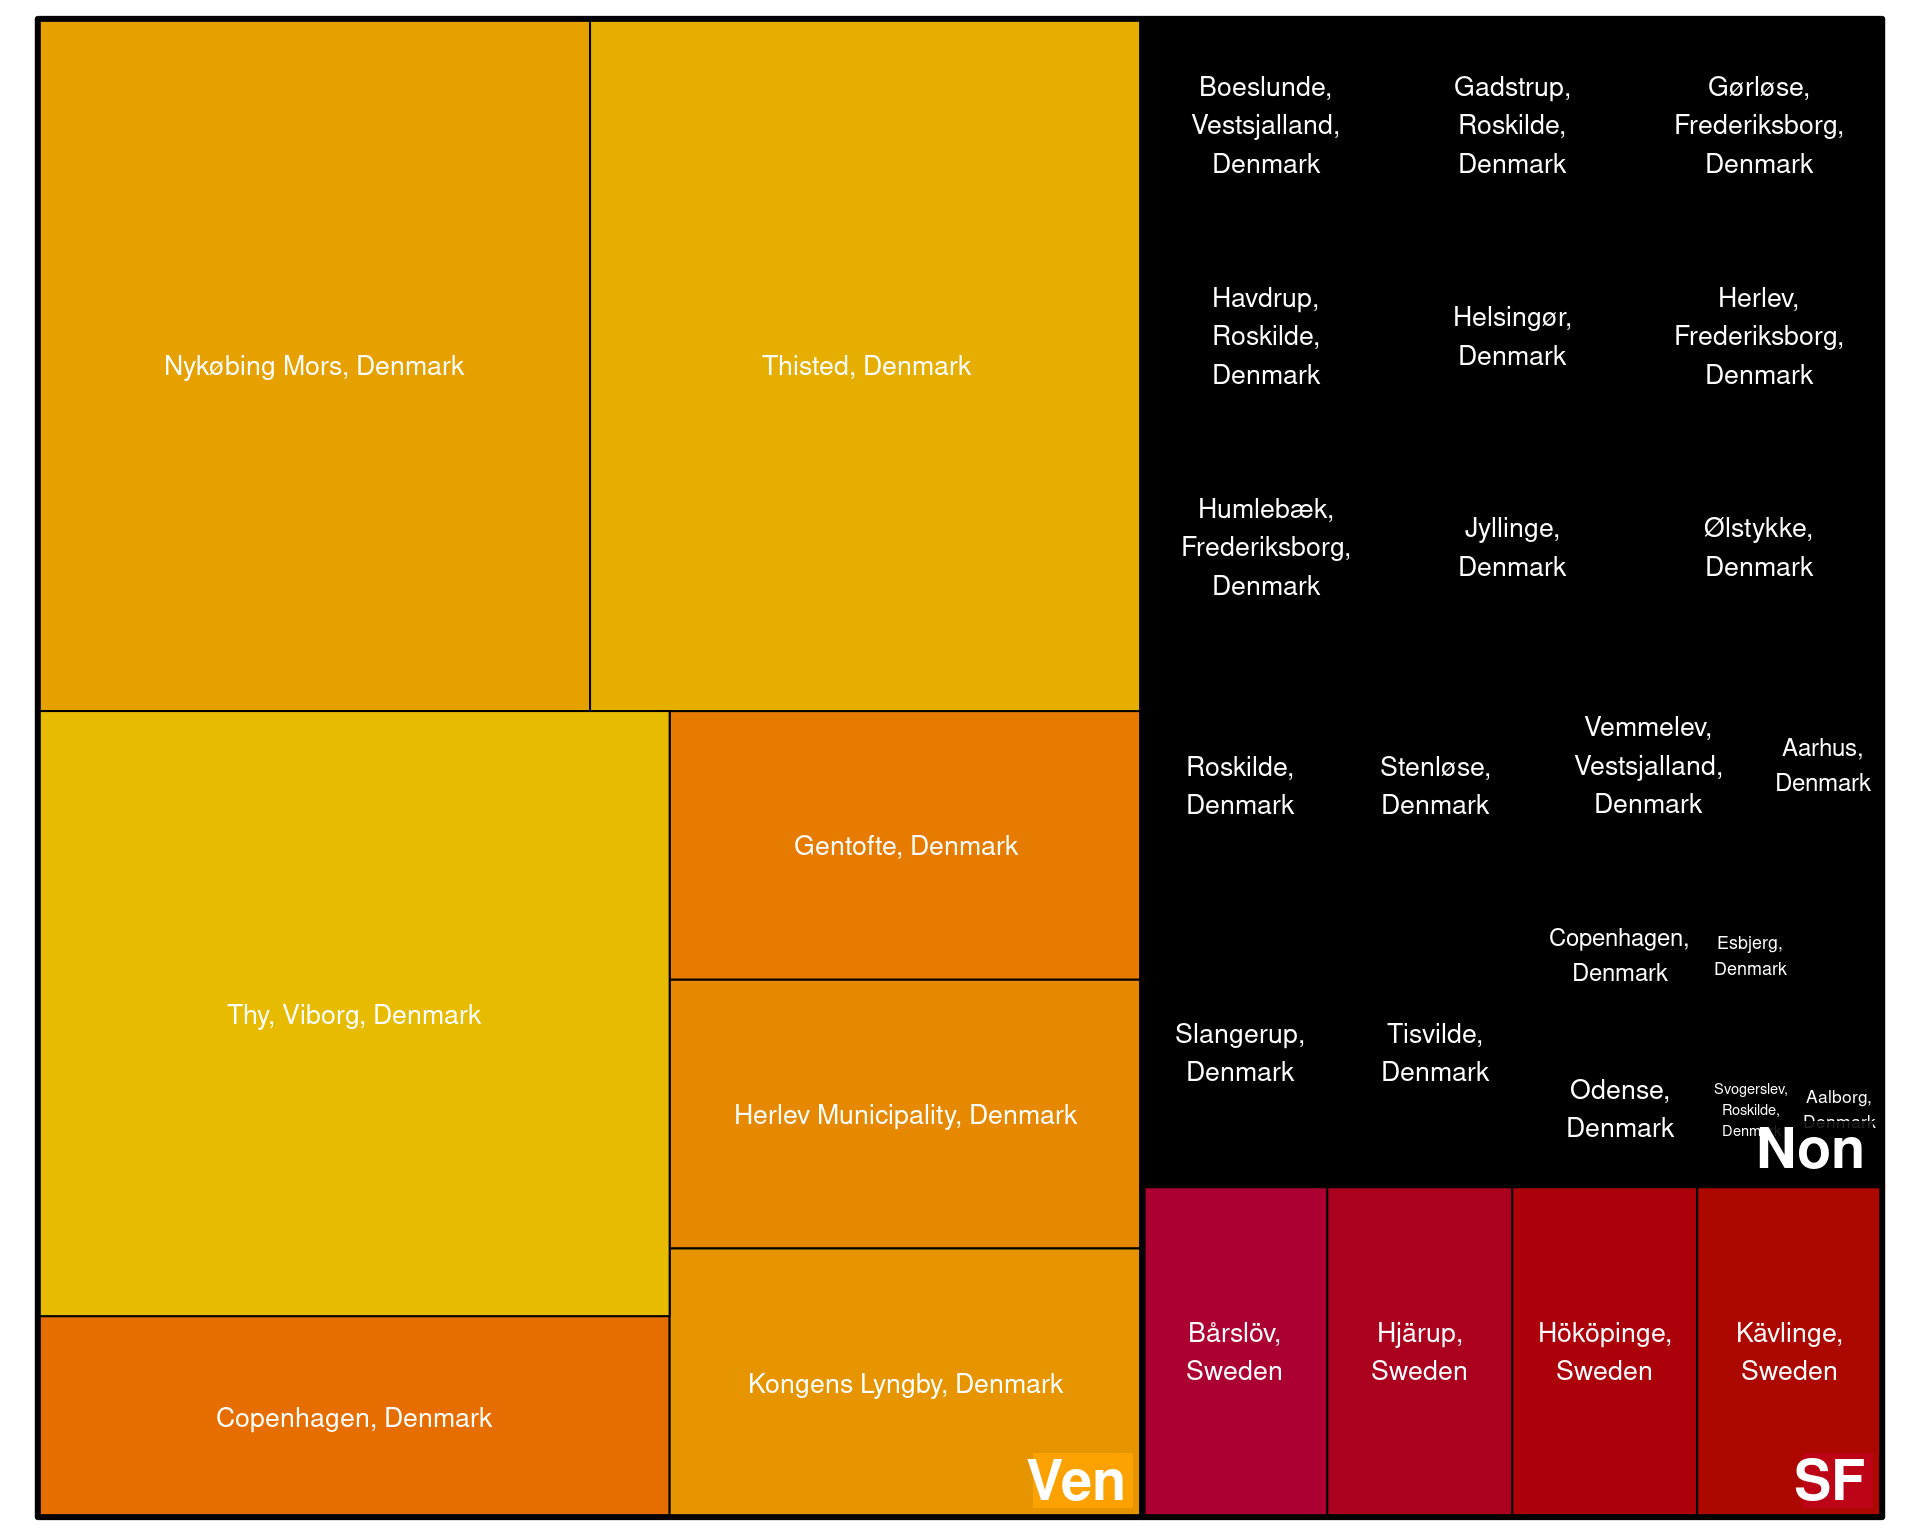 Nykøbing Mors, Denmark
Thisted, Denmark
Thy, Viborg, Denmark
Gentofte, Denmark
Herlev Municipality, Denmark
Kongens Lyngby, Denmark
Copenhagen, Denmark
Ven
Boeslunde,
Vestsjalland,
Denmark
Gadstrup,
Roskilde,
Denmark
Gørløse,
Frederiksborg,
Denmark
Havdrup,
Roskilde,
Denmark
Helsingør,
Denmark
Herlev,
Frederiksborg,
Denmark
Humlebæk,
Frederiksborg,
Denmark
Jyllinge,
Denmark
Ølstykke,
Denmark
Roskilde,
Denmark
Stenløse,
Denmark
Vemmelev,
Vestsjalland,
Denmark
Aarhus,
Denmark
Slangerup,
Denmark
Tisvilde,
Denmark
Copenhagen,
Denmark
Esbjerg,
Denmark
Odense,
Denmark
Svogerslev,
Roskilde,
Denmark
Aalborg,
Denmark
Non
Bårslöv,
Sweden
Hjärup,
Sweden
Hököpinge,
Sweden
Kävlinge,
Sweden
SF